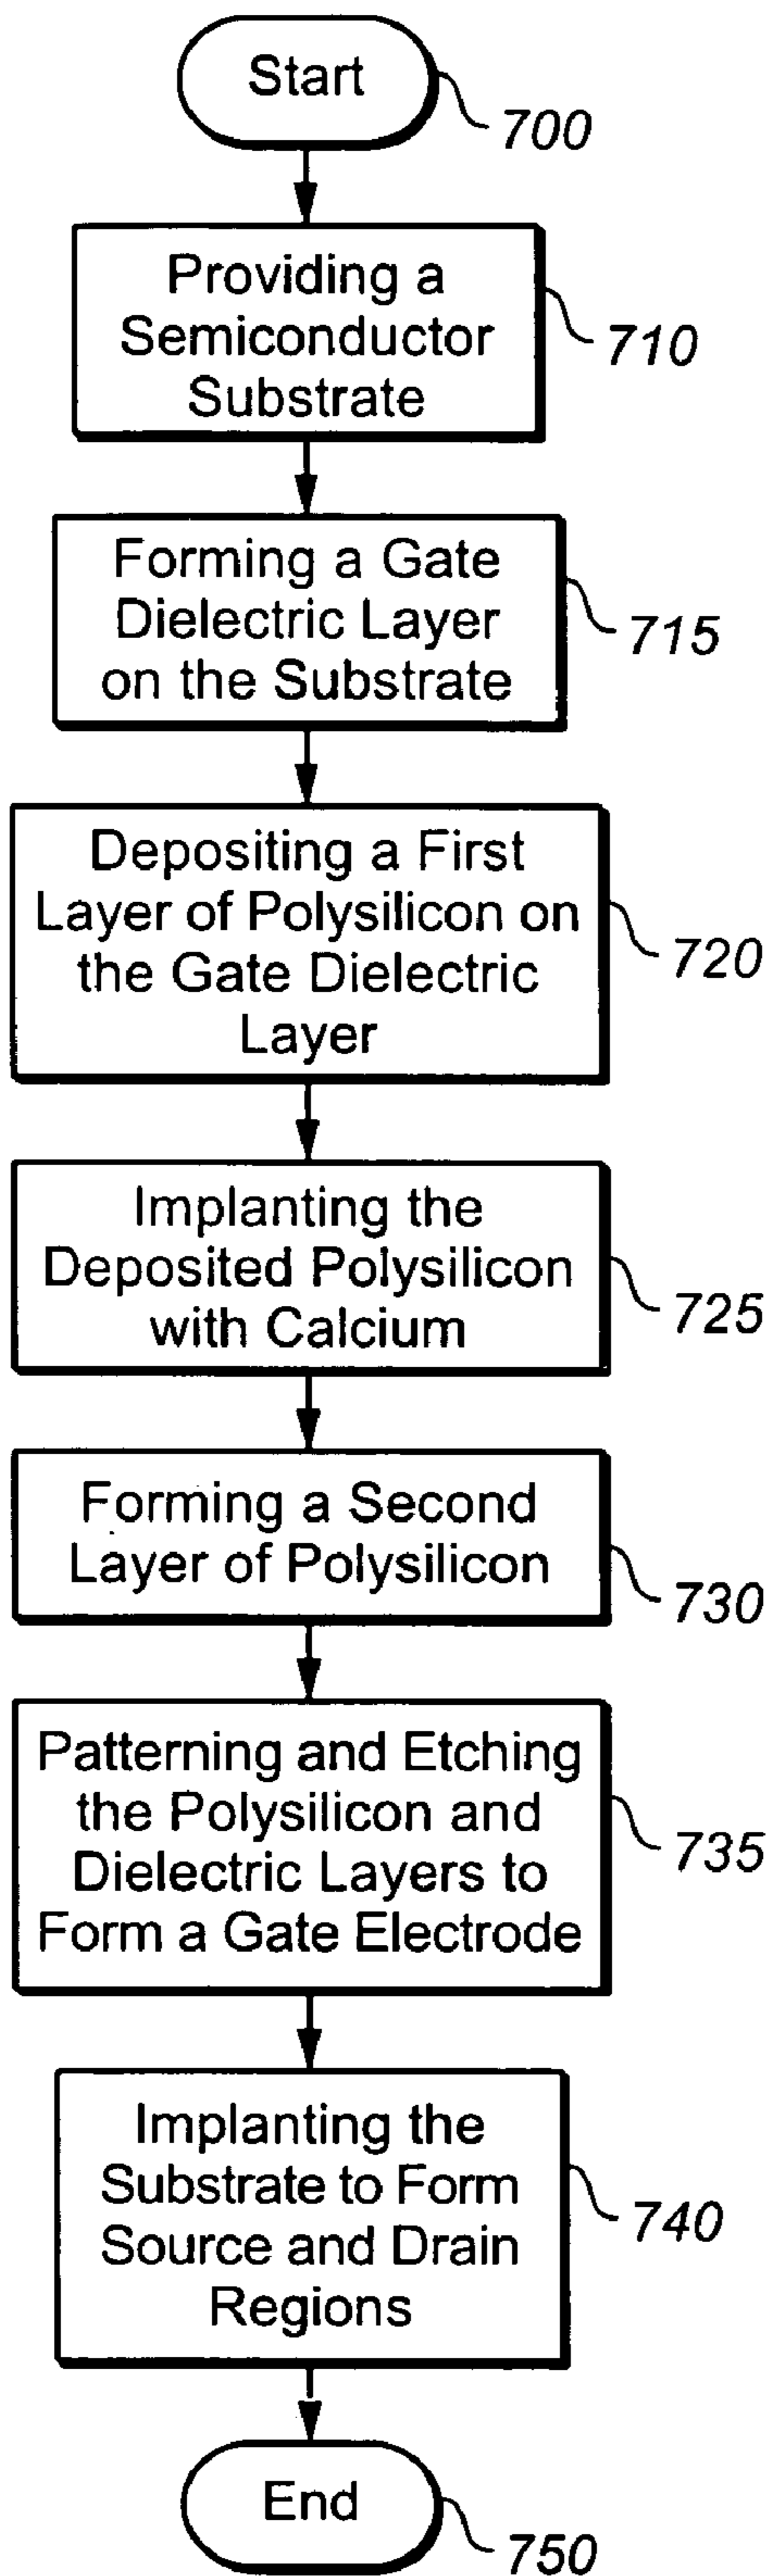 Start
700
Providing a
Semiconductor
Substrate
710
Forming a Gate
Dielectric Layer
on the Substrate
715
Depositing a First
Layer of Polysilicon on
the Gate Dielectric
Layer
720
Implanting the
Deposited Polysilicon
with Calcium
725
Forming a Second
Layer of Polysilicon
730
Patterning and Etching
the Polysilicon and
Dielectric Layers to
Form a Gate Electrode
735
Implanting the
Substrate to Form
Source and Drain
Regions
740
End
750